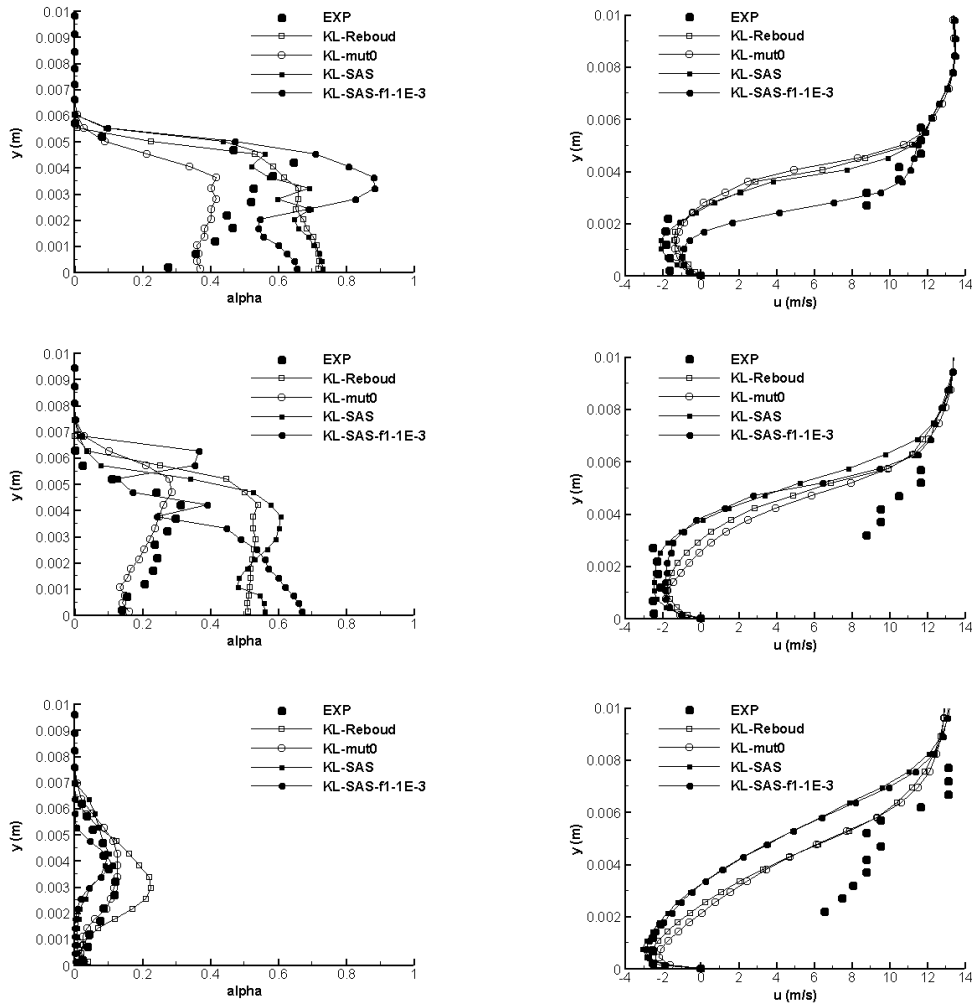 0.01
0.009
0.008
0.007
0.006
0.005
0.004
0.003
0.002
0.001
0
y (m)
0 0.2 0.4 0.6 0.8 1
alpha
EXP
KL-Reboud
KL-mut0
KL-SAS
KL-SAS-f1-1E-3
0.01
0.008
0.006
0.004
0.002
0
y (m)
-4 -2 0 2 4 6 8 10 12 14
u (m/s)
EXP
KL-Reboud
KL-mut0
KL-SAS
KL-SAS-f1-1E-3
0.01
0.009
0.008
0.007
0.006
0.005
0.004
0.003
0.002
0.001
0
y (m)
0 0.2 0.4 0.6 0.8 1
alpha
EXP
KL-Reboud
KL-mut0
KL-SAS
KL-SAS-f1-1E-3
0.01
0.008
0.006
0.004
0.002
0
y (m)
-4 -2 0 2 4 6 8 10 12 14
u (m/s)
EXP
KL-Reboud
KL-mut0
KL-SAS
KL-SAS-f1-1E-3
0.01
0.009
0.008
0.007
0.006
0.005
0.004
0.003
0.002
0.001
0
y (m)
0 0.2 0.4 0.6 0.8 1
alpha
EXP
KL-Reboud
KL-mut0
KL-SAS
KL-SAS-f1-1E-3
0.01
0.008
0.006
0.004
0.002
0
y (m)
-4 -2 0 2 4 6 8 10 12 14
u (m/s)
EXP
KL-Reboud
KL-mut0
KL-SAS
KL-SAS-f1-1E-3